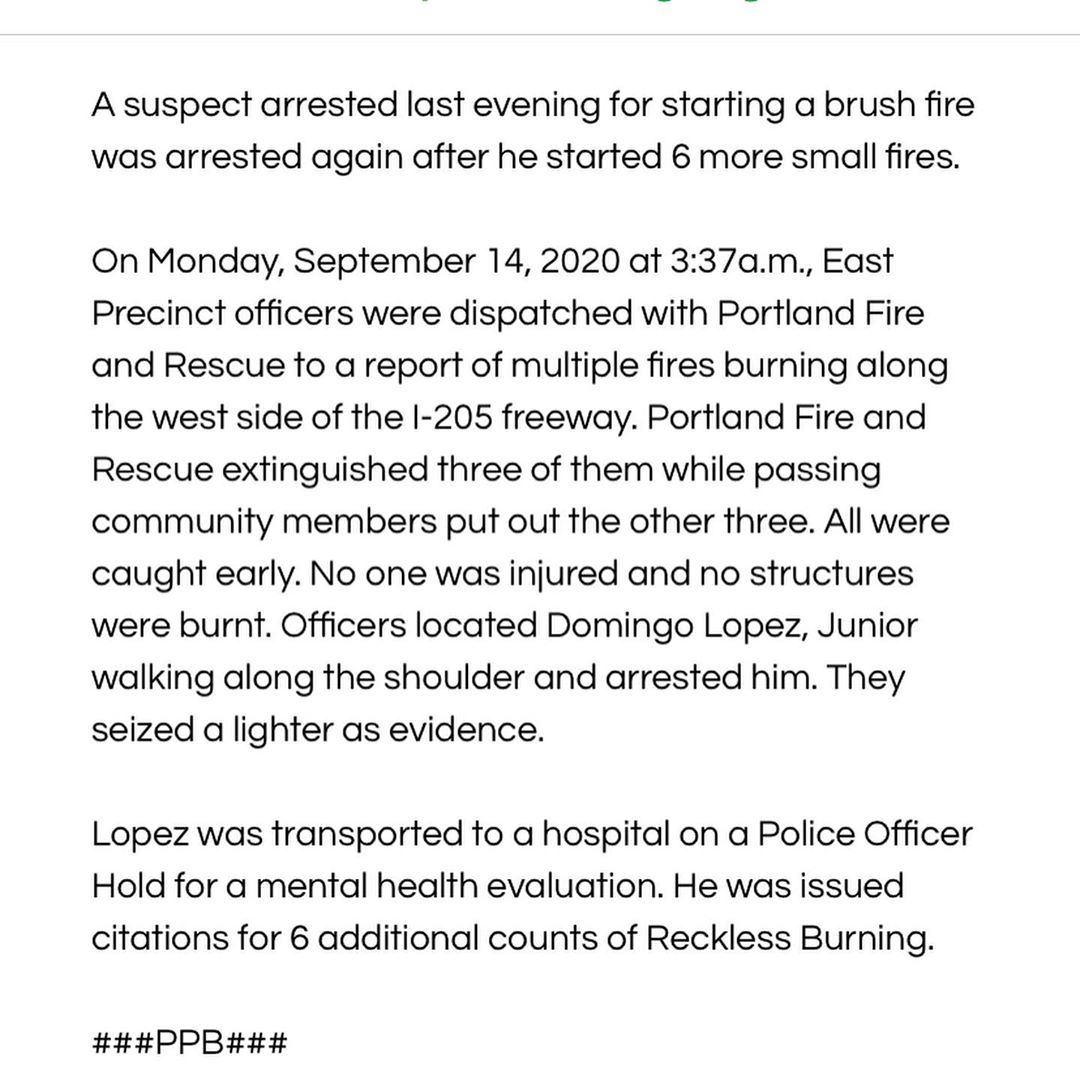 A suspect arrested last evening for starting a brush fire
was arrested again after he started 6 more small fires.
On Monday, September 14, 2020 at 3:37a.m., East
Precinct officers were dispatched with Portland Fire
and Rescue to a report of multiple fires burning along
the west side of the I-205 freeway. Portland Fire and
Rescue extinguished three of them while passing
community members put out the other three. All were
caught early. No one was injured and no structures
were burnt. Officers located Domingo Lopez, Junior
walking along the shoulder and arrested him. They
seized a lighter as evidence.
Lopez was transported to a hospital on a Police Officer
Hold for a mental health evaluation. He was issued
citations for 6 additional counts of Reckless Burning.
###PPB###